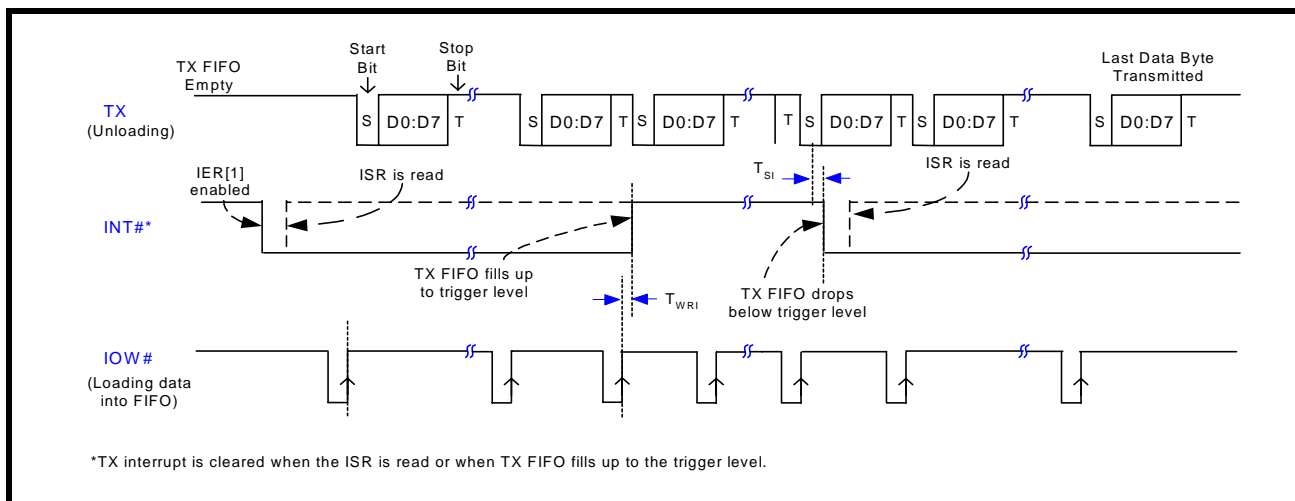 Start
Bit
Stop
Bit
TX FIFO
Empty
Last Data Byte
Transmitted
TX
(Unloading)
S D0:D7 T S D0:D7 T S D0:D7 T T S D0:D7 T S D0:D7 T S D0:D7 T
IER[1]
enabled
ISR is read
TSI
ISR is read
INT#*
TX FIFO fills up
to trigger level
TWRI
TX FIFO drops
below trigger level
IOW#
(Loading data
into FIFO)
*TX interrupt is cleared when the ISR is read or when TX FIFO fills up to the trigger level.